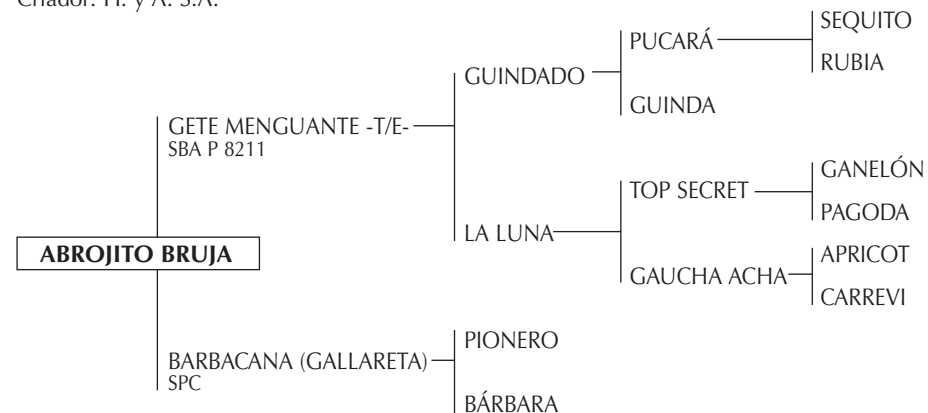 Criador: H. y A. S.A.
SEQUITO
PUCARÁ
RUBIA
GUINDADO
GUINDA
GETE MENGUANTE -T/E-
SBA P 8211
GANELÓN
TOP SECRET
PAGODA
LA LUNA
APRICOT
GAUCHA ACHA
CARREVI
ABROJITO BRUJA
PIONERO
BARBACANA (GALLARETA)
SPC
BÁRBARA